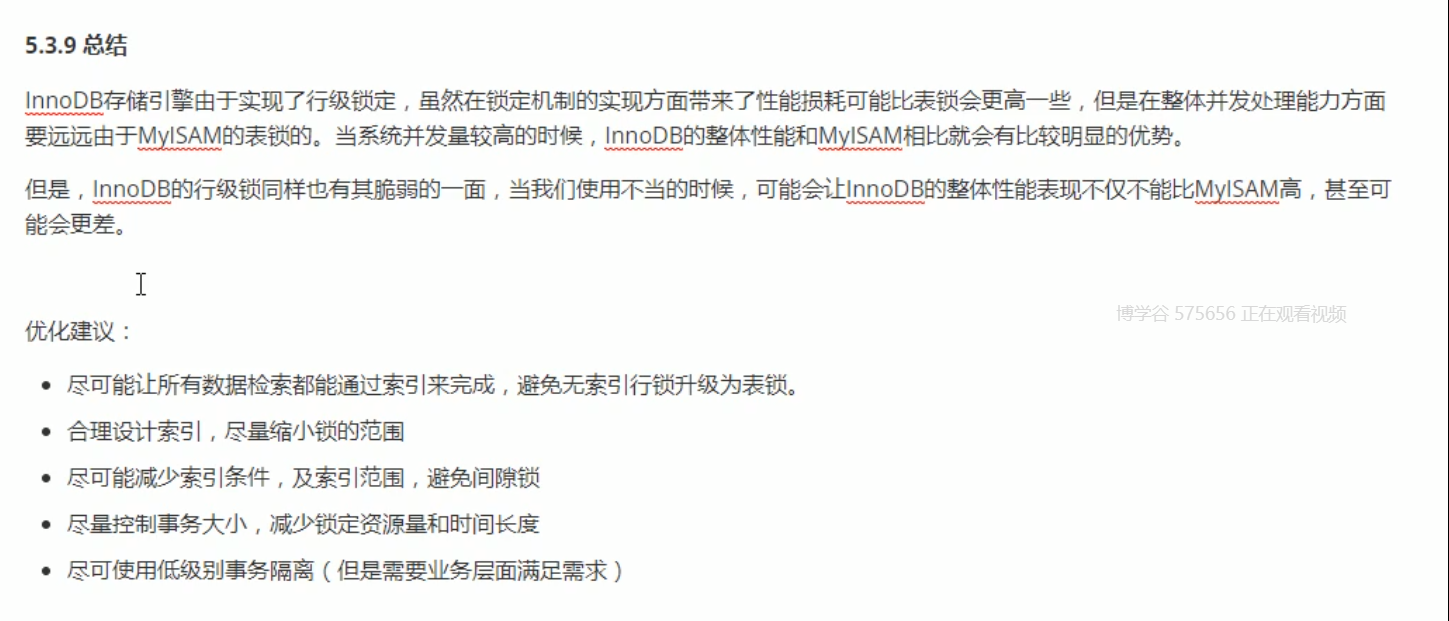 5.3.9 总结
InnoDB存储引擎由于实现了行级锁定，虽然在锁定机制的实现方面带来了性能损耗可能比表锁会更高一些，但是在整体并发处理能力方面
要远远由于MyISAM的表锁的。当系统并发量较高的时候，InnoDB的整体性能和MyISAM相比就会有比较明显的优势。
但是，InnoDB的行级锁同样也有其脆弱的一面，当我们使用不当的时候，可能会让InnoDB的整体性能表现不仅不能比MyISAM高，甚至可
能会更差。
博学谷 575656 正在观看视频
优化建议：
• 尽可能让所有数据检索都能通过索引来完成，避免无索引行锁升级为表锁。
• 合理设计索引，尽量缩小锁的范围
• 尽可能减少索引条件，及索引范围，避免间隙锁
• 尽量控制事务大小，减少锁定资源量和时间长度
• 尽可使用低级别事务隔离（但是需要业务层面满足需求）